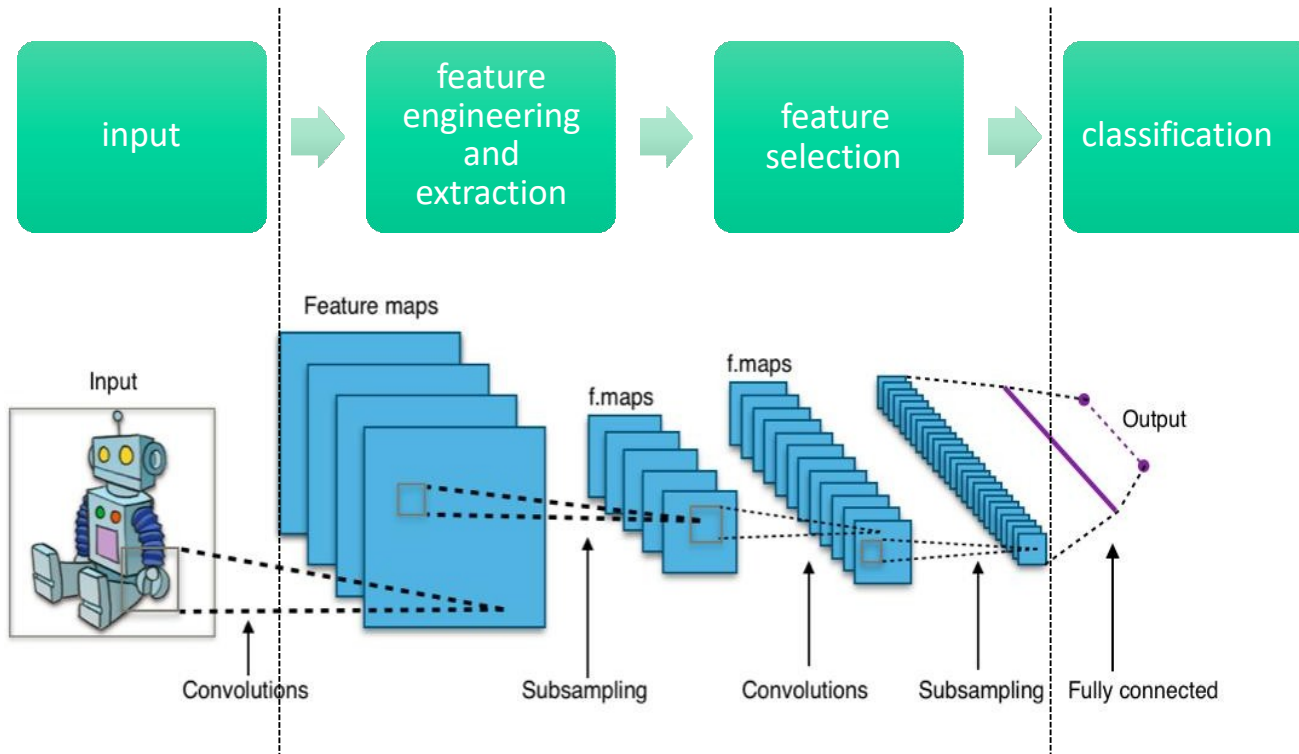 input
feature
engineering
and
extraction
feature
selection
classification
Feature maps
Input
f.maps
f.maps
Output
Convolutions
Subsampling
Convolutions
Subsampling
Fully connected